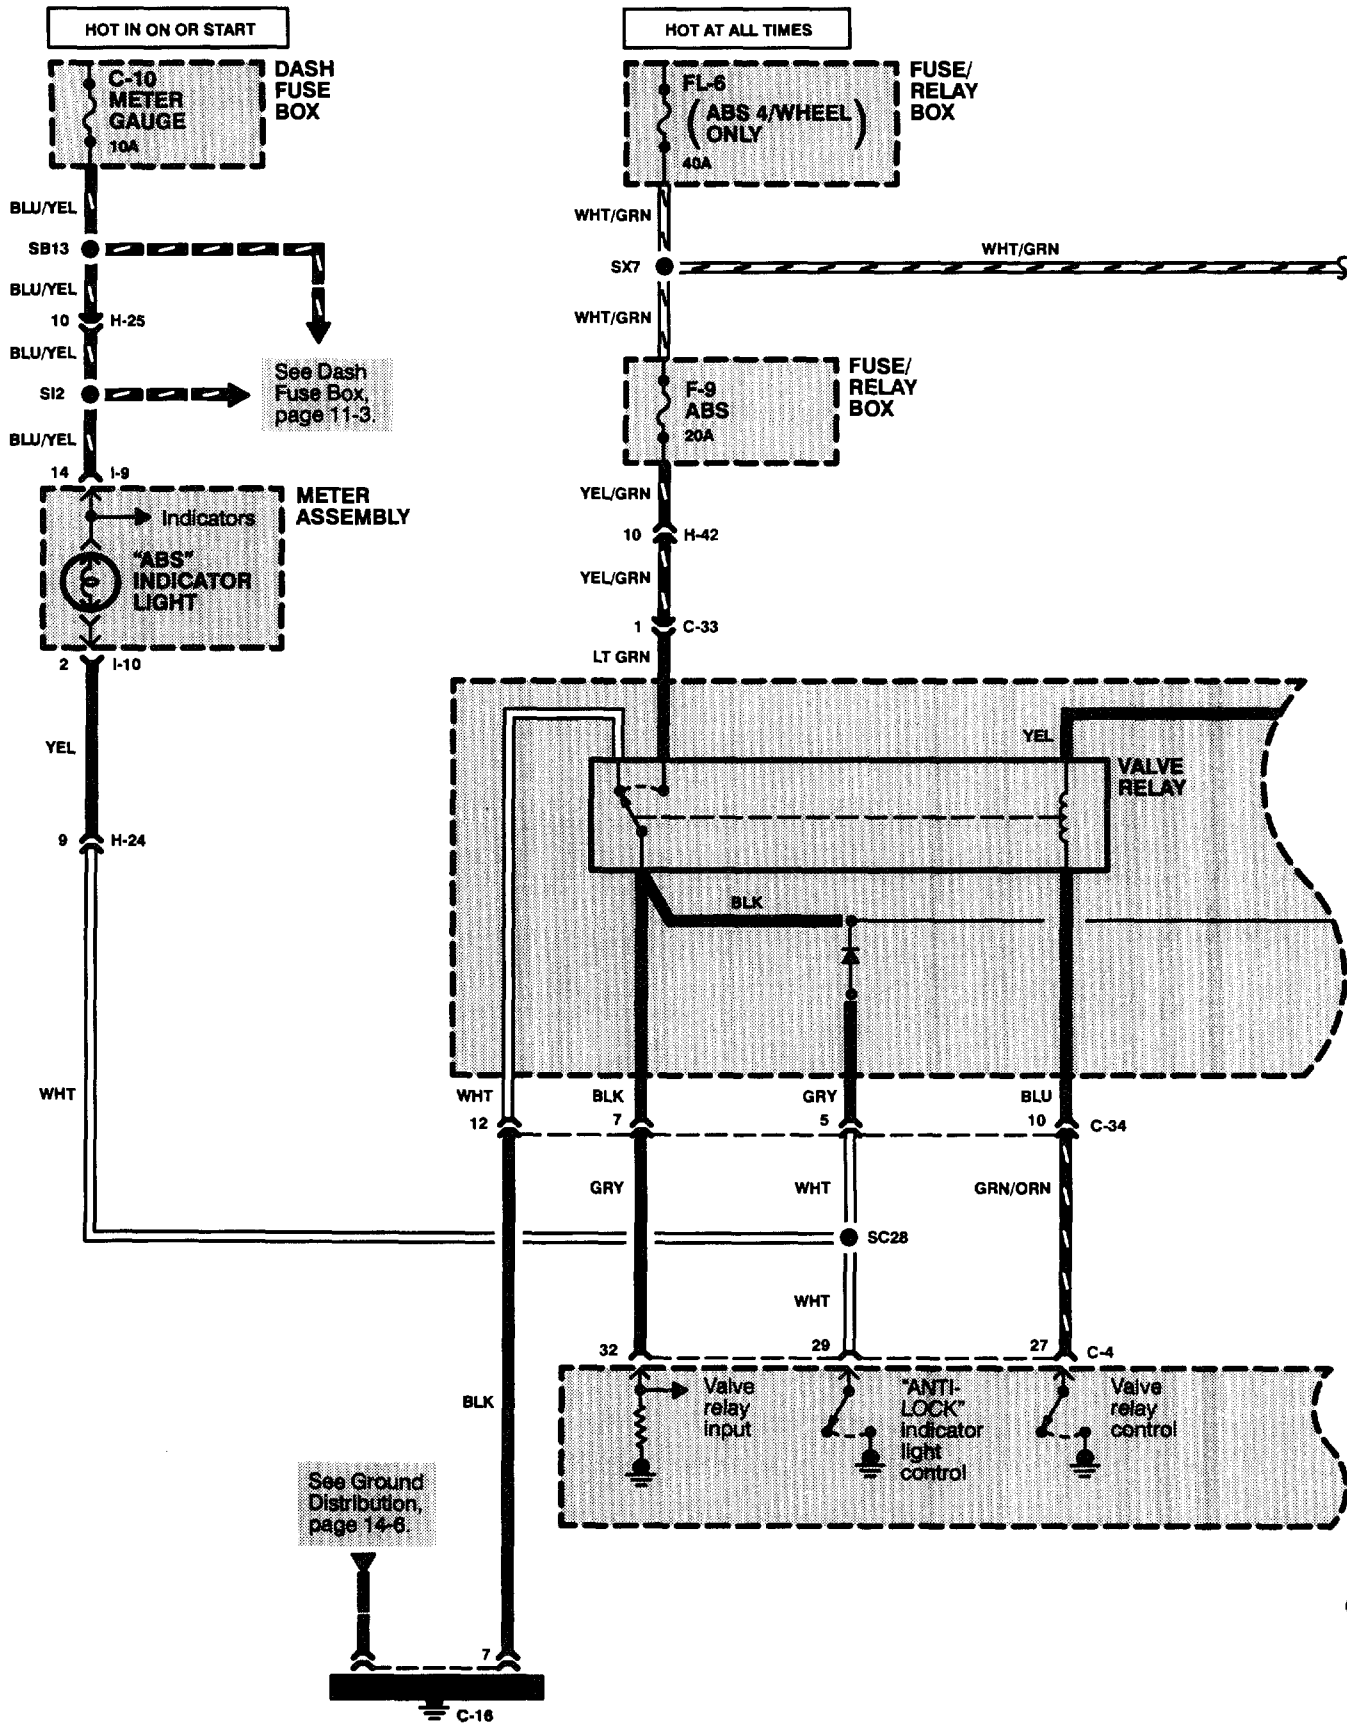 HOT IN ON OR START
HOT AT ALL TIMES
C-10
METER
GAUGE
10A
DASH
FUSE
BOX
FL-6
(ABS 4/WHEEL
ONLY)
40A
FUSE/
RELAY
BOX
BLU/YEL
WHT/GRN
SB13
SX7
WHT/GRN
BLU/YEL
10
H-25
WHT/GRN
BLU/YEL
See Dash
Fuse Box,
page 11-3.
SI2
F-9
ABS
20A
FUSE/
RELAY
BOX
BLU/YEL
14
I-9
METER
ASSEMBLY
Indicators
"ABS"
INDICATOR
LIGHT
YEL/GRN
10
H-42
YEL/GRN
1
C-33
LT GRN
2
I-10
YEL
YEL
VALVE
RELAY
9
H-24
BLK
WHT
WHT
BLK
GRY
BLU
12
7
5
10
C-34
GRY
WHT
GRN/ORN
SC28
WHT
32
29
27
C-4
BLK
Valve
relay
input
"ANTI-
LOCK"
indicator
light
control
Valve
relay
control
See Ground
Distribution,
page 14-6.
7
C-16